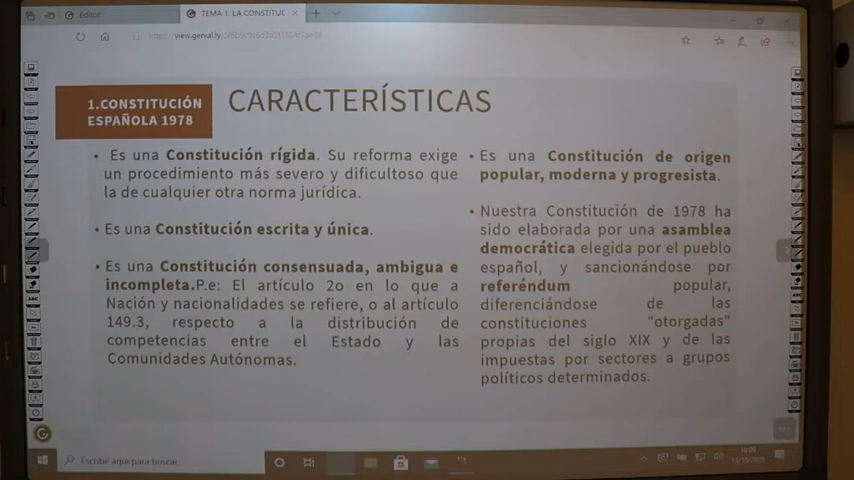 Editor
TEMA 1. LA CONSTITUC
view.genial.ly
1.CONSTITUCIÓN
ESPAÑOLA 1978
CARACTERÍSTICAS
• Es una Constitución rígida. Su reforma exige
un procedimiento más severo y dificultoso que
la de cualquier otra norma jurídica.
• Es una Constitución escrita y única.
• Es una Constitución consensuada, ambigua e
incompleta.P.e: El artículo 2o en lo que a
Nación y nacionalidades se refiere, o al artículo
149.3, respecto a la distribución de
competencias entre el Estado y las
Comunidades Autónomas.
• Es una Constitución de origen
popular, moderna y progresista.
• Nuestra Constitución de 1978 ha
sido elaborada por una asamblea
democrática elegida por el pueblo
español, y sancionándose por
referéndum popular,
diferenciándose de las
constituciones "otorgadas"
propias del siglo XIX y de las
impuestas por sectores a grupos
políticos determinados.
ABC
ABC
Escribe aquí para buscar